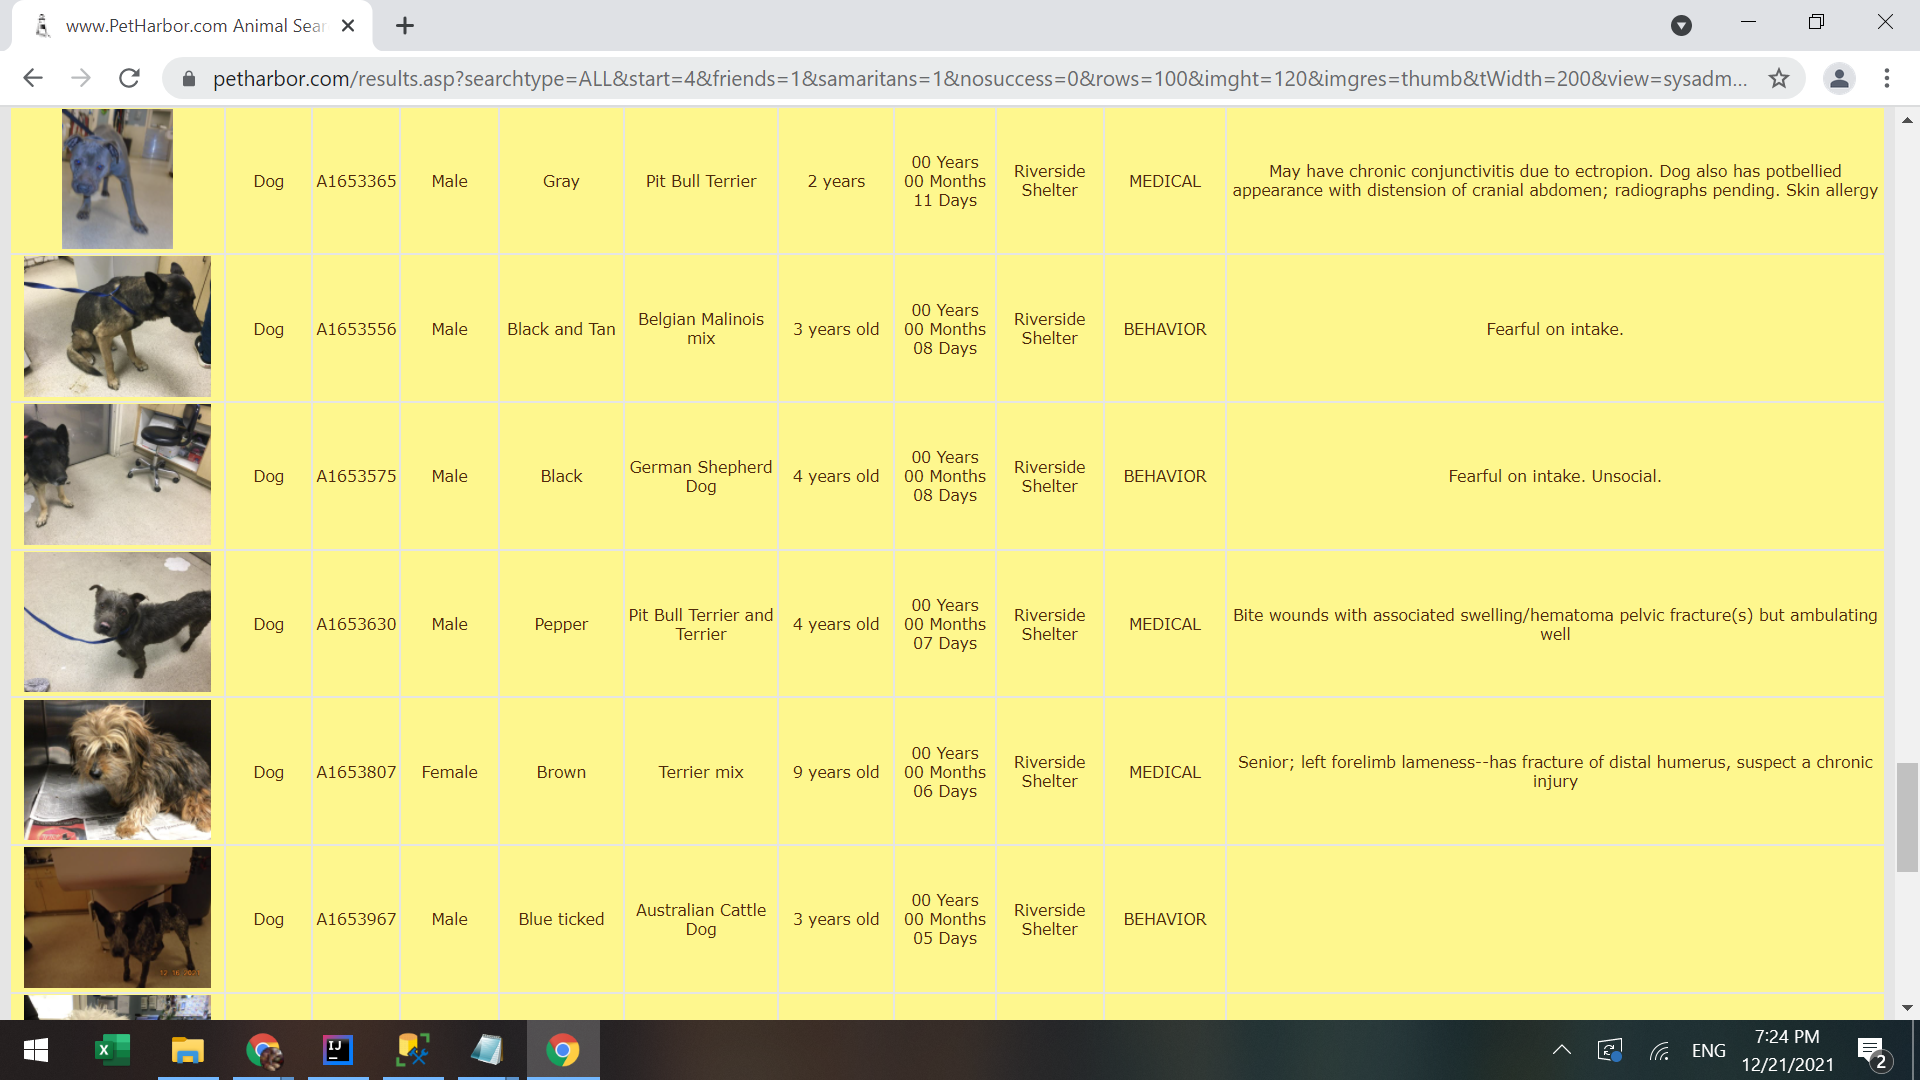 www.PetHarbor.com Animal Sear
petharbor.com/results.asp?searchtype=ALL&start=4&friends=1&samaritans=1&nosuccess=0&rows=100&imght=120&imgres=thumb&tWidth=200&view=sysadm...
Dog
A1653365
Male
Gray
Pit Bull Terrier
2 years
00 Years
00 Months
11 Days
Riverside
Shelter
MEDICAL
May have chronic conjunctivitis due to ectropion. Dog also has potbellied
appearance with distension of cranial abdomen; radiographs pending. Skin allergy
Dog
A1653556
Male
Black and Tan
Belgian Malinois
mix
3 years old
00 Years
00 Months
08 Days
Riverside
Shelter
BEHAVIOR
Fearful on intake.
Dog
A1653575
Male
Black
German Shepherd
Dog
4 years old
00 Years
00 Months
08 Days
Riverside
Shelter
BEHAVIOR
Fearful on intake. Unsocial.
Dog
A1653630
Male
Pepper
Pit Bull Terrier and
Terrier
4 years old
00 Years
00 Months
07 Days
Riverside
Shelter
MEDICAL
Bite wounds with associated swelling/hematoma pelvic fracture(s) but ambulating
well
Dog
A1653807
Female
Brown
Terrier mix
9 years old
00 Years
00 Months
06 Days
Riverside
Shelter
MEDICAL
Senior; left forelimb lameness--has fracture of distal humerus, suspect a chronic
injury
12 18 2021
Dog
A1653967
Male
Blue ticked
Australian Cattle
Dog
3 years old
00 Years
00 Months
05 Days
Riverside
Shelter
BEHAVIOR
IJ
ENG
7:24 PM
12/21/2021
2